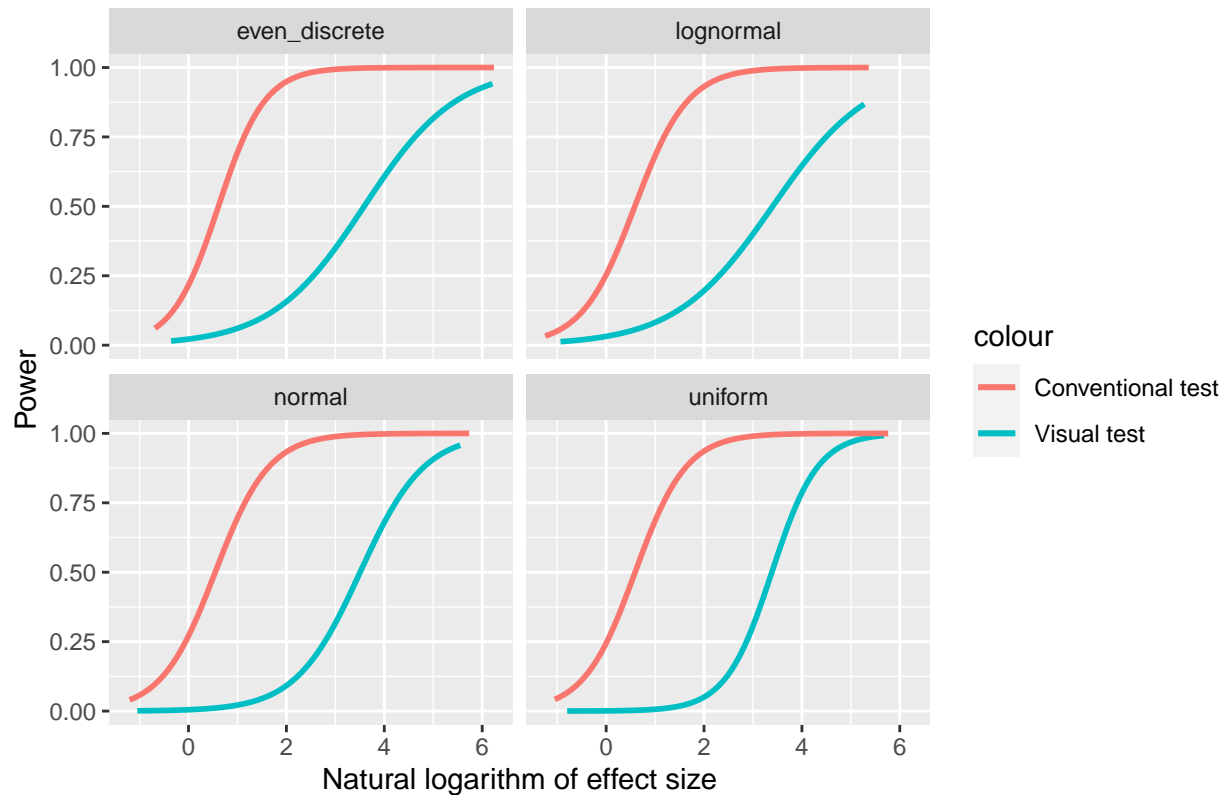 even_discrete
lognormal
1.00
0.75
0.50
0.25
0.00
normal
uniform
1.00
0.75
0.50
0.25
0.00
0 2 4 6
0 2 4 6
Power
Natural logarithm of effect size
colour
Conventional test
Visual test